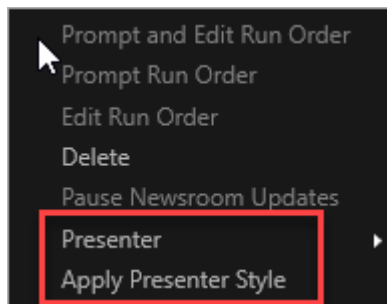 Prompt and Edit Run Order
Prompt Run Order
Edit Run Order
Delete
Pause Newsroom Updates
Presenter
Apply Presenter Style